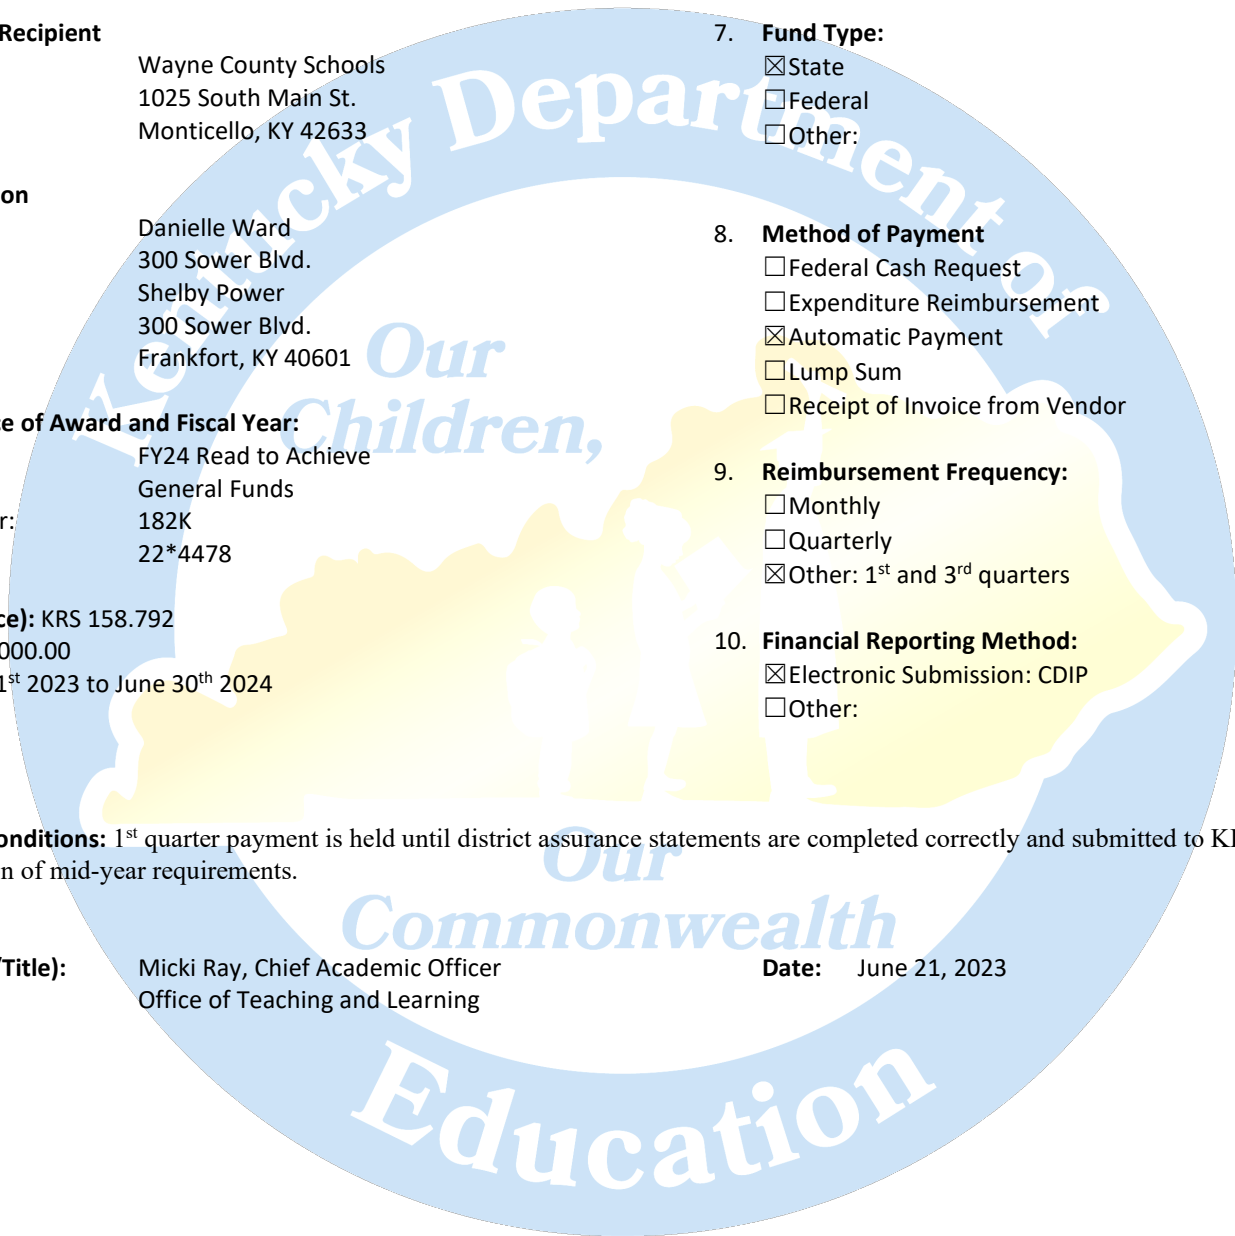 Recipient
Wayne County Schools
1025 South Main St.
Monticello, KY 42633
on
Danielle Ward
300 Sower Blvd.
Shelby Power
300 Sower Blvd.
Frankfort, KY 40601
e of Award and Fiscal Year:
FY24 Read to Achieve
General Funds
r: 182K
22*4478
ce): KRS 158.792
000.00
1st 2023 to June 30th 2024
7. Fund Type:
☒State
☐Federal
☐Other:
8. Method of Payment
☐Federal Cash Request
☐Expenditure Reimbursement
☒Automatic Payment
☐Lump Sum
☐Receipt of Invoice from Vendor
9. Reimbursement Frequency:
☐Monthly
☐Quarterly
☒Other: 1st and 3rd quarters
10. Financial Reporting Method:
☒Electronic Submission: CDIP
☐Other:
onditions: 1st quarter payment is held until district assurance statements are completed correctly and submitted to K
n of mid-year requirements.
/Title): Micki Ray, Chief Academic Officer
Office of Teaching and Learning
Date: June 21, 2023
Kentucky Department of
Education
Our
Children,
Our
Commonwealth